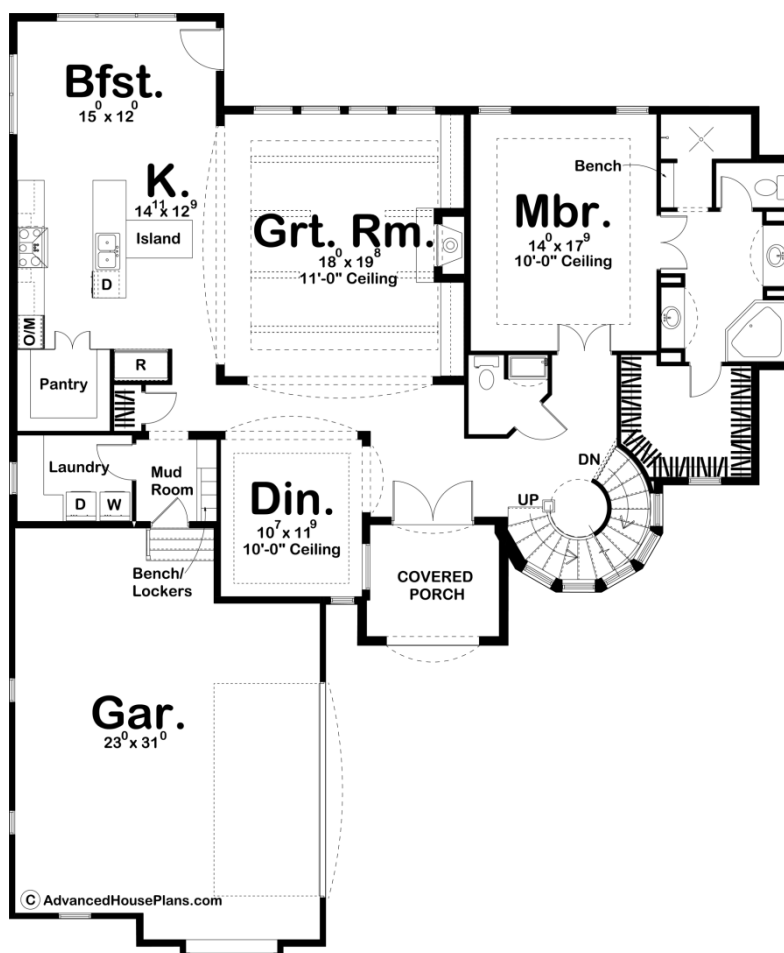 Bfst.
15⁰ x 12⁰
K.
14¹¹ x 12⁹
Island
D
O/M
R
Pantry
Grt. Rm.
18⁰ x 19⁸
11'-0" Ceiling
Mbr.
14⁰ x 17⁹
10'-0" Ceiling
Bench
Laundry
D
W
Mud
Room
Bench/
Lockers
Din.
10⁷ x 11⁹
10'-0" Ceiling
DN
UP
COVERED
PORCH
Gar.
23⁰ x 31⁰
© AdvancedHousePlans.com